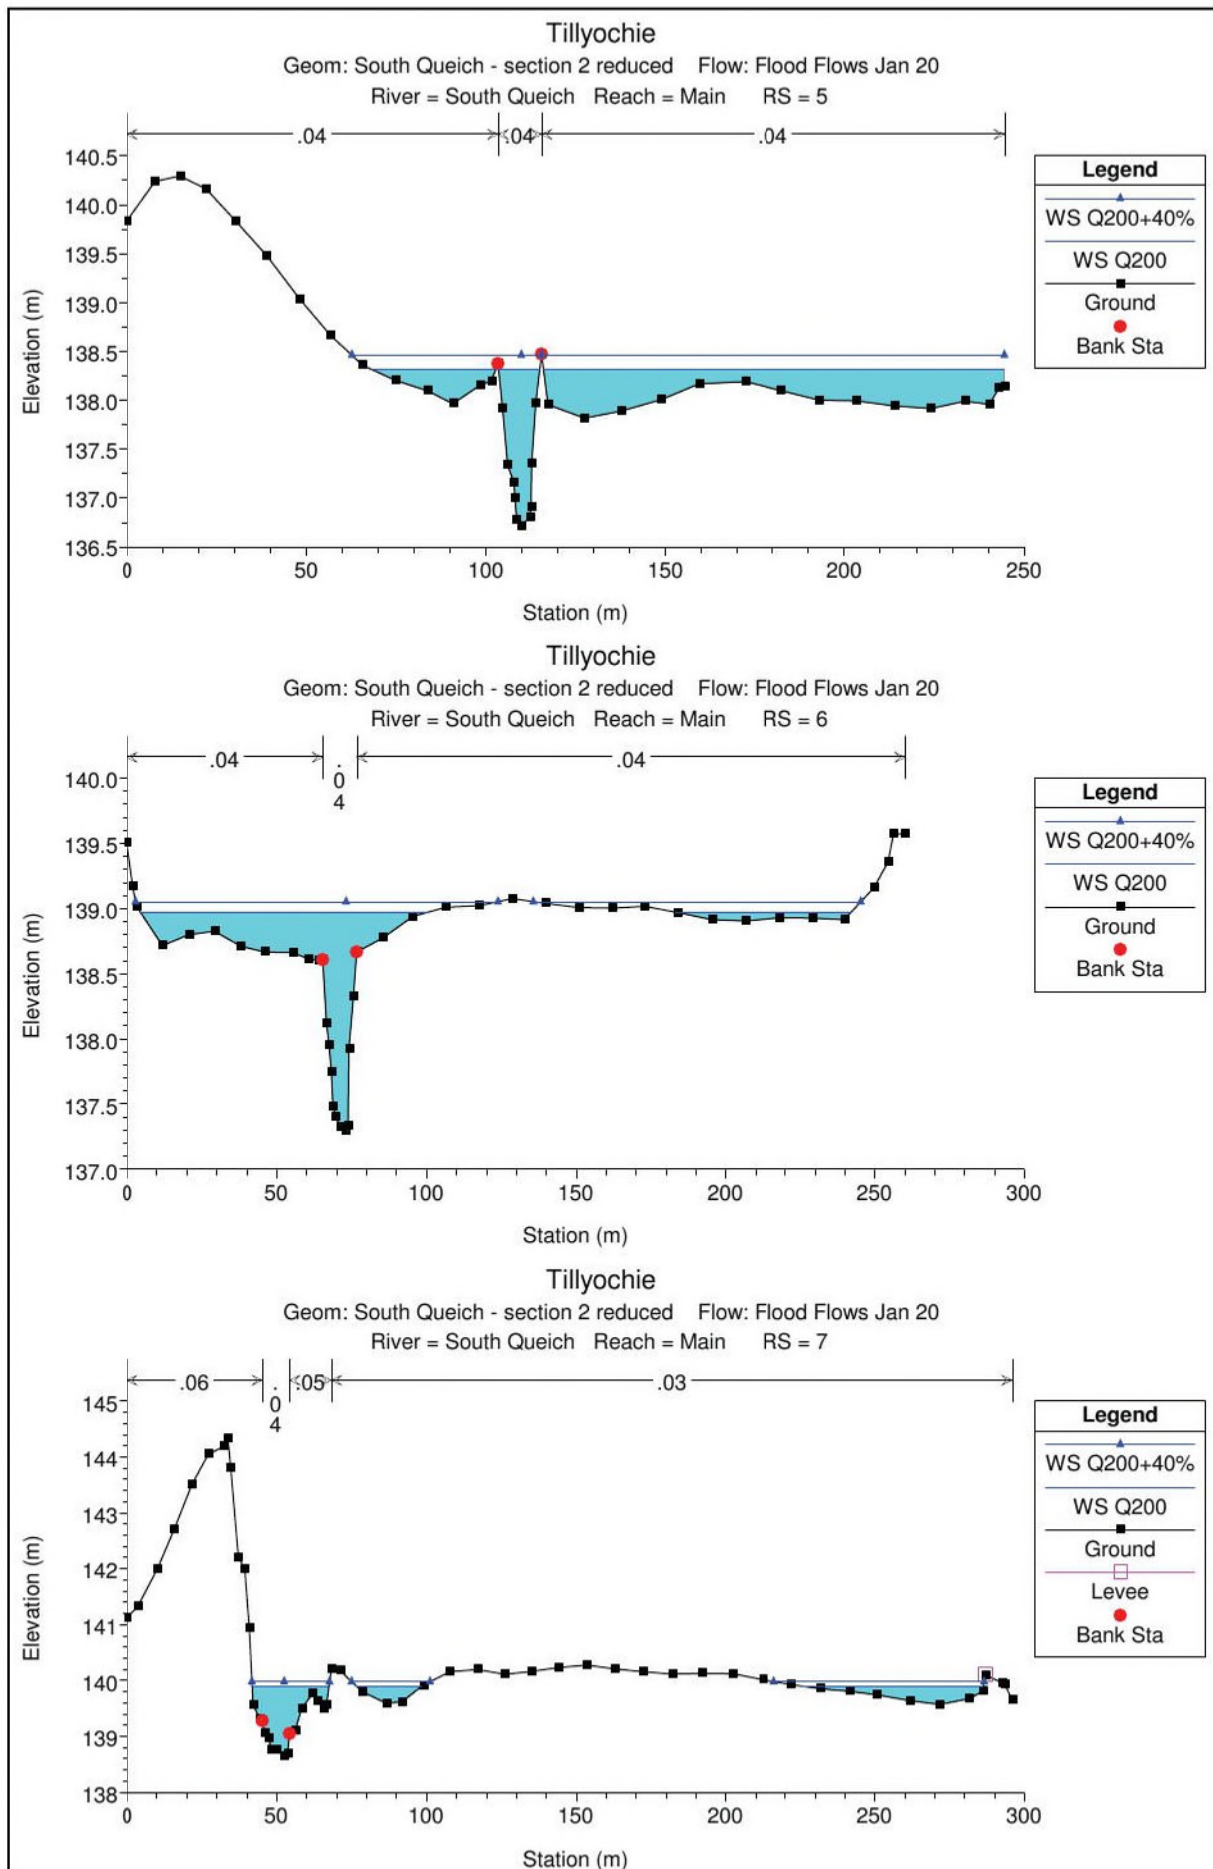 Tillyochie
Geom: South Queich - section 2 reduced Flow: Flood Flows Jan 20
River = South Queich Reach = Main RS = 5
.04 .04 .04
140.5
140.0
139.5
139.0
138.5
138.0
137.5
137.0
136.5
Elevation (m)
0 50 100 150 200 250
Station (m)
Legend
WS Q200+40%
WS Q200
Ground
Bank Sta
Tillyochie
Geom: South Queich - section 2 reduced Flow: Flood Flows Jan 20
River = South Queich Reach = Main RS = 6
.04 .04 .04
140.0
139.5
139.0
138.5
138.0
137.5
137.0
Elevation (m)
0 50 100 150 200 250 300
Station (m)
Legend
WS Q200+40%
WS Q200
Ground
Bank Sta
Tillyochie
Geom: South Queich - section 2 reduced Flow: Flood Flows Jan 20
River = South Queich Reach = Main RS = 7
.06 .04 .05 .03
145
144
143
142
141
140
139
138
Elevation (m)
0 50 100 150 200 250 300
Station (m)
Legend
WS Q200+40%
WS Q200
Ground
Levee
Bank Sta